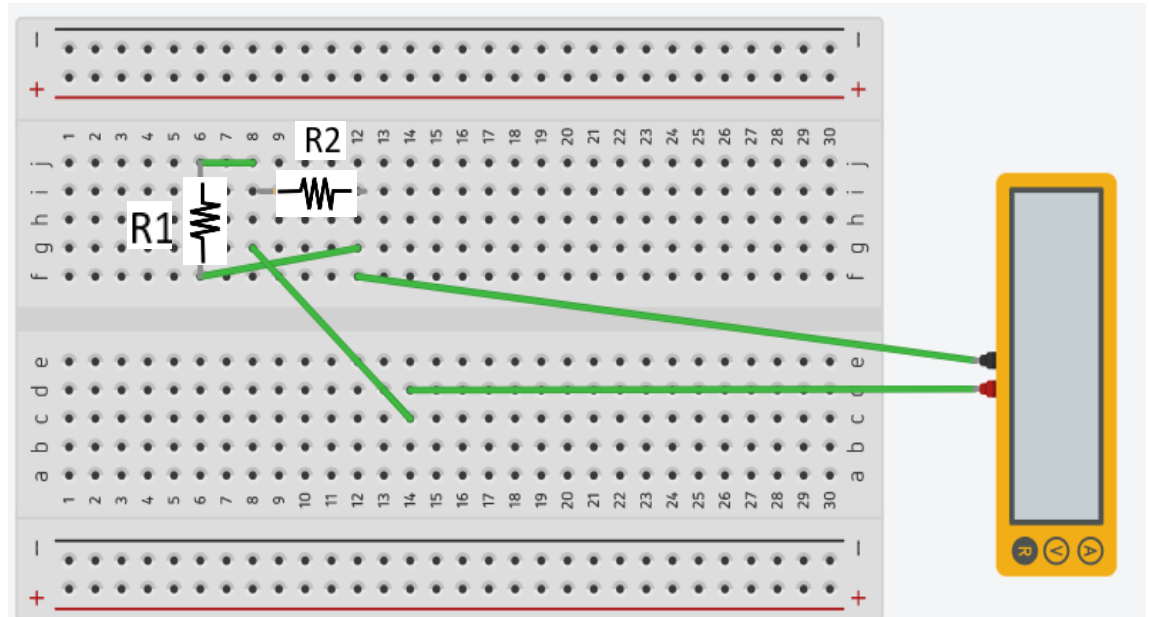 − −
+ +
1 2 3 4 5 6 7 8 9 10 11 12 13 14 15 16 17 18 19 20 21 22 23 24 25 26 27 28 29 30
R2
j j
i i
R1
h h
g g
f f
e e
d
c c
b b
a a
1 2 3 4 5 6 7 8 9 10 11 12 13 14 15 16 17 18 19 20 21 22 23 24 25 26 27 28 29 30
− −
+ +
R V A